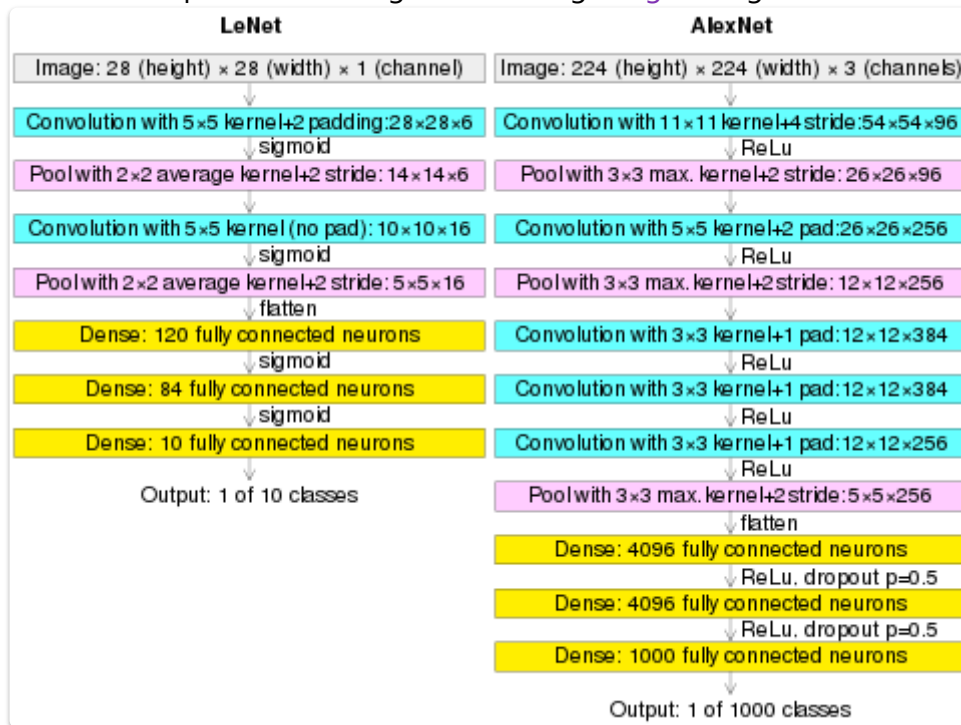 LeNet
Image: 28 (height) × 28 (width) × 1 (channel)
Convolution with 5×5 kernel+2 padding:28×28×6
sigmoid
Pool with 2×2 average kernel+2 stride: 14×14×6
Convolution with 5×5 kernel (no pad): 10×10×16
sigmoid
Pool with 2×2 average kernel+2 stride: 5×5×16
flatten
Dense: 120 fully connected neurons
sigmoid
Dense: 84 fully connected neurons
sigmoid
Dense: 10 fully connected neurons
Output: 1 of 10 classes
AlexNet
Image: 224 (height) × 224 (width) × 3 (channels)
Convolution with 11×11 kernel+4 stride:54×54×96
ReLu
Pool with 3×3 max. kernel+2 stride: 26×26×96
Convolution with 5×5 kernel+2 pad:26×26×256
ReLu
Pool with 3×3 max. kernel+2 stride: 12×12×256
Convolution with 3×3 kernel+1 pad:12×12×384
ReLu
Convolution with 3×3 kernel+1 pad:12×12×384
ReLu
Convolution with 3×3 kernel+1 pad:12×12×256
ReLu
Pool with 3×3 max. kernel+2 stride: 5×5×256
flatten
Dense: 4096 fully connected neurons
ReLu, dropout p=0.5
Dense: 4096 fully connected neurons
ReLu, dropout p=0.5
Dense: 1000 fully connected neurons
Output: 1 of 1000 classes